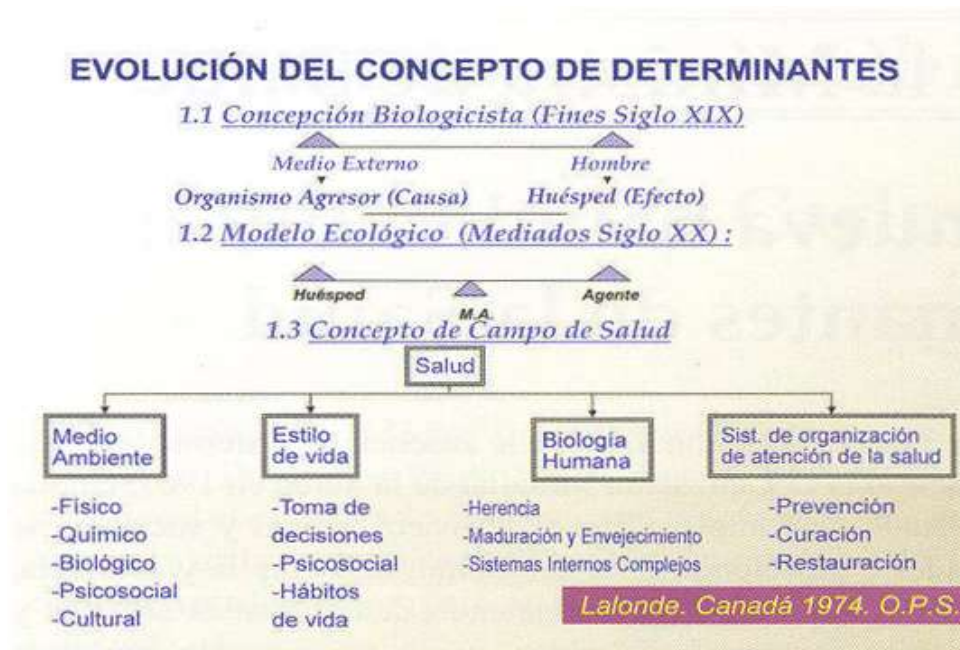 EVOLUCIÓN DEL CONCEPTO DE DETERMINANTES
1.1 Concepción Biologicista (Fines Siglo XIX)
Medio Externo Hombre
Organismo Agresor (Causa) Huésped (Efecto)
1.2 Modelo Ecológico (Mediados Siglo XX) :
Huésped Agente
M.A.
1.3 Concepto de Campo de Salud
Salud
Medio
Ambiente
-Físico
-Químico
-Biológico
-Psicosocial
-Cultural
Estilo
de vida
-Toma de
decisiones
-Psicosocial
-Hábitos
de vida
Biología
Humana
-Herencia
-Maduración y Envejecimiento
-Sistemas Internos Complejos
Sist. de organización
de atención de la salud
-Prevención
-Curación
-Restauración
Lalonde. Canadá 1974. O.P.S.